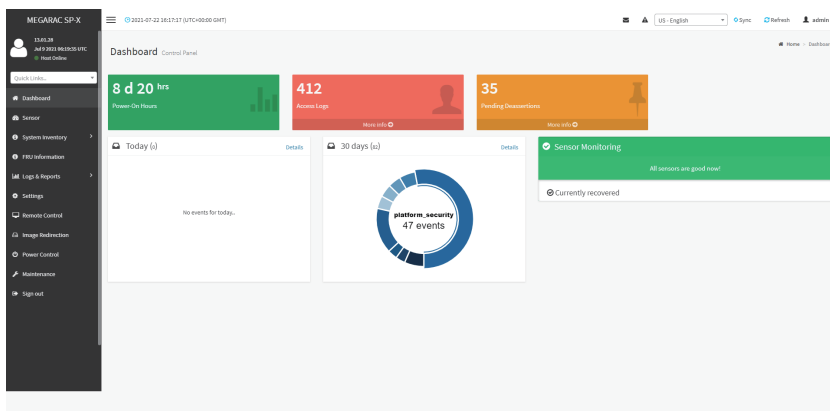 MEGARAC SP-X
2021-07-22 16:17:17 (UTC+00:00 GMT)
US - English
Sync
Refresh
admin
13.01.28
Jul 9 2021 06:19:35 UTC
Host Online
Quick Links..
Dashboard
Sensor
System Inventory
FRU Information
Logs & Reports
Settings
Remote Control
Image Redirection
Power Control
Maintenance
Sign out
Dashboard Control Panel
Home > Dashboar
8 d 20 hrs
Power-On Hours
412
Access Logs
More info
35
Pending Deassertions
More info
Today (0)
Details
No events for today..
30 days (92)
Details
platform_security
47 events
Sensor Monitoring
All sensors are good now!
Currently recovered